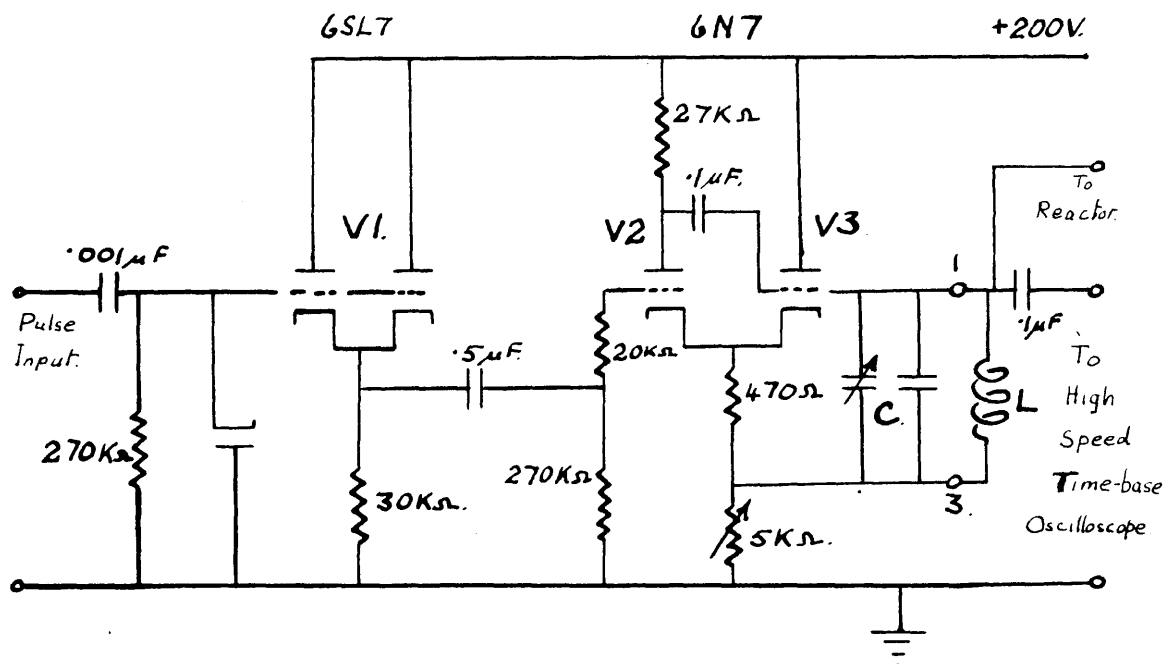 6SL7
6N7
+200V.
27KΩ
.1μF.
To
Reactor.
V1.
V2
V3
.001μF
1
Pulse
Input.
.5μF.
20KΩ
470Ω
C.
L
.1μF
To
High
Speed
Time-base
Oscilloscope
270KΩ
30KΩ.
270KΩ
3.
5KΩ.